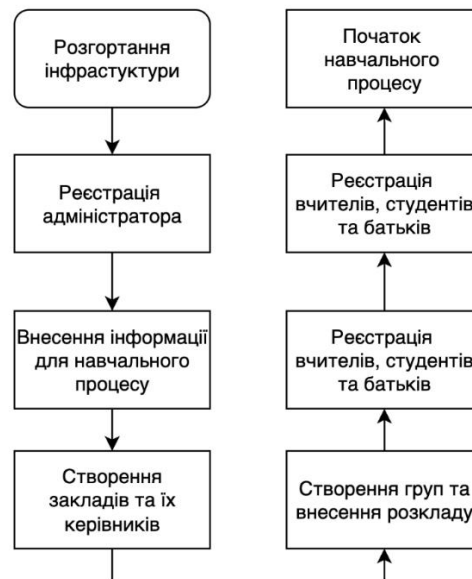 Розгортання
інфрастуктури
Реєстрація
адміністратора
Внесення інформації
для навчального
процесу
Створення
закладів та їх
керівників
Початок
навчального
процесу
Реєстрація
вчителів, студентів
та батьків
Реєстрація
вчителів, студентів
та батьків
Створення груп та
внесення розкладу